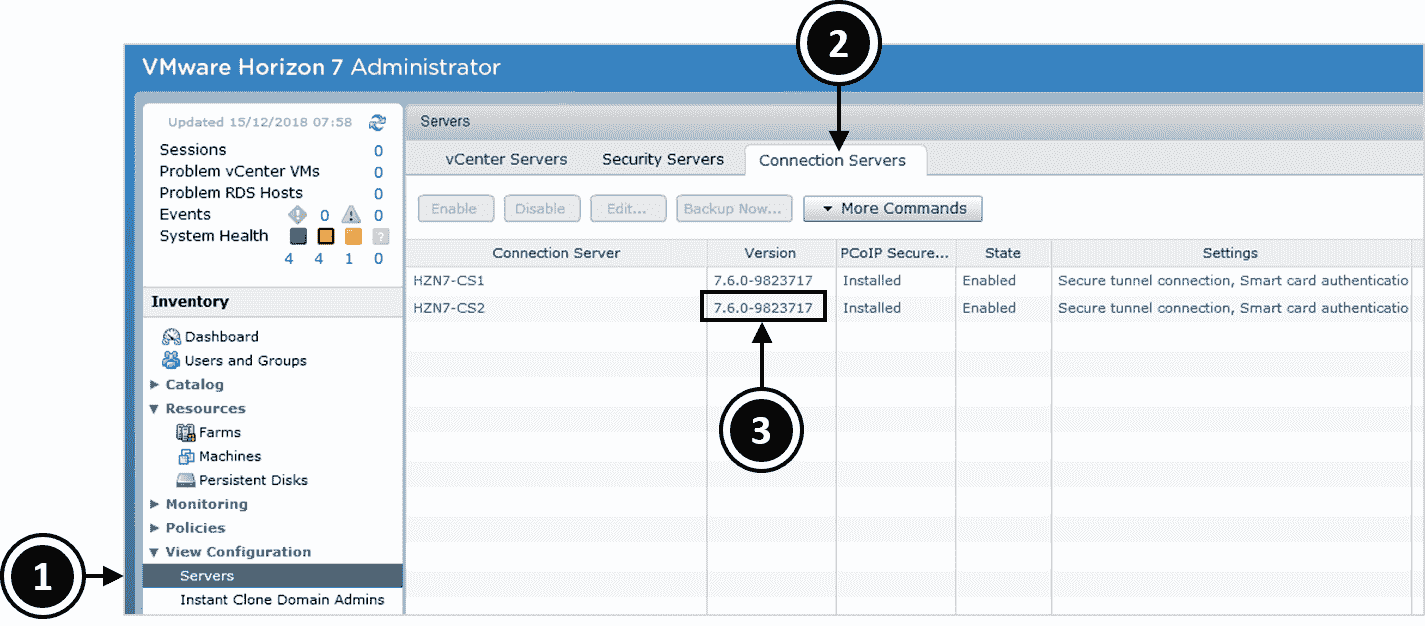 2
VMware Horizon 7 Administrator
Updated 15/12/2018 07:58
Sessions 0
Problem vCenter VMs 0
Problem RDS Hosts 0
Events ! 0 ! 0
System Health ?
4 4 1 0
Inventory
Dashboard
Users and Groups
Catalog
Resources
Farms
Machines
Persistent Disks
Monitoring
Policies
View Configuration
1
Servers
Instant Clone Domain Admins
Servers
vCenter Servers Security Servers Connection Servers
Enable Disable Edit... Backup Now... More Commands
Connection Server Version PCoIP Secure... State Settings
HZN7-CS1 7.6.0-9823717 Installed Enabled Secure tunnel connection, Smart card authenticatio
HZN7-CS2 7.6.0-9823717 Installed Enabled Secure tunnel connection, Smart card authenticatio
3